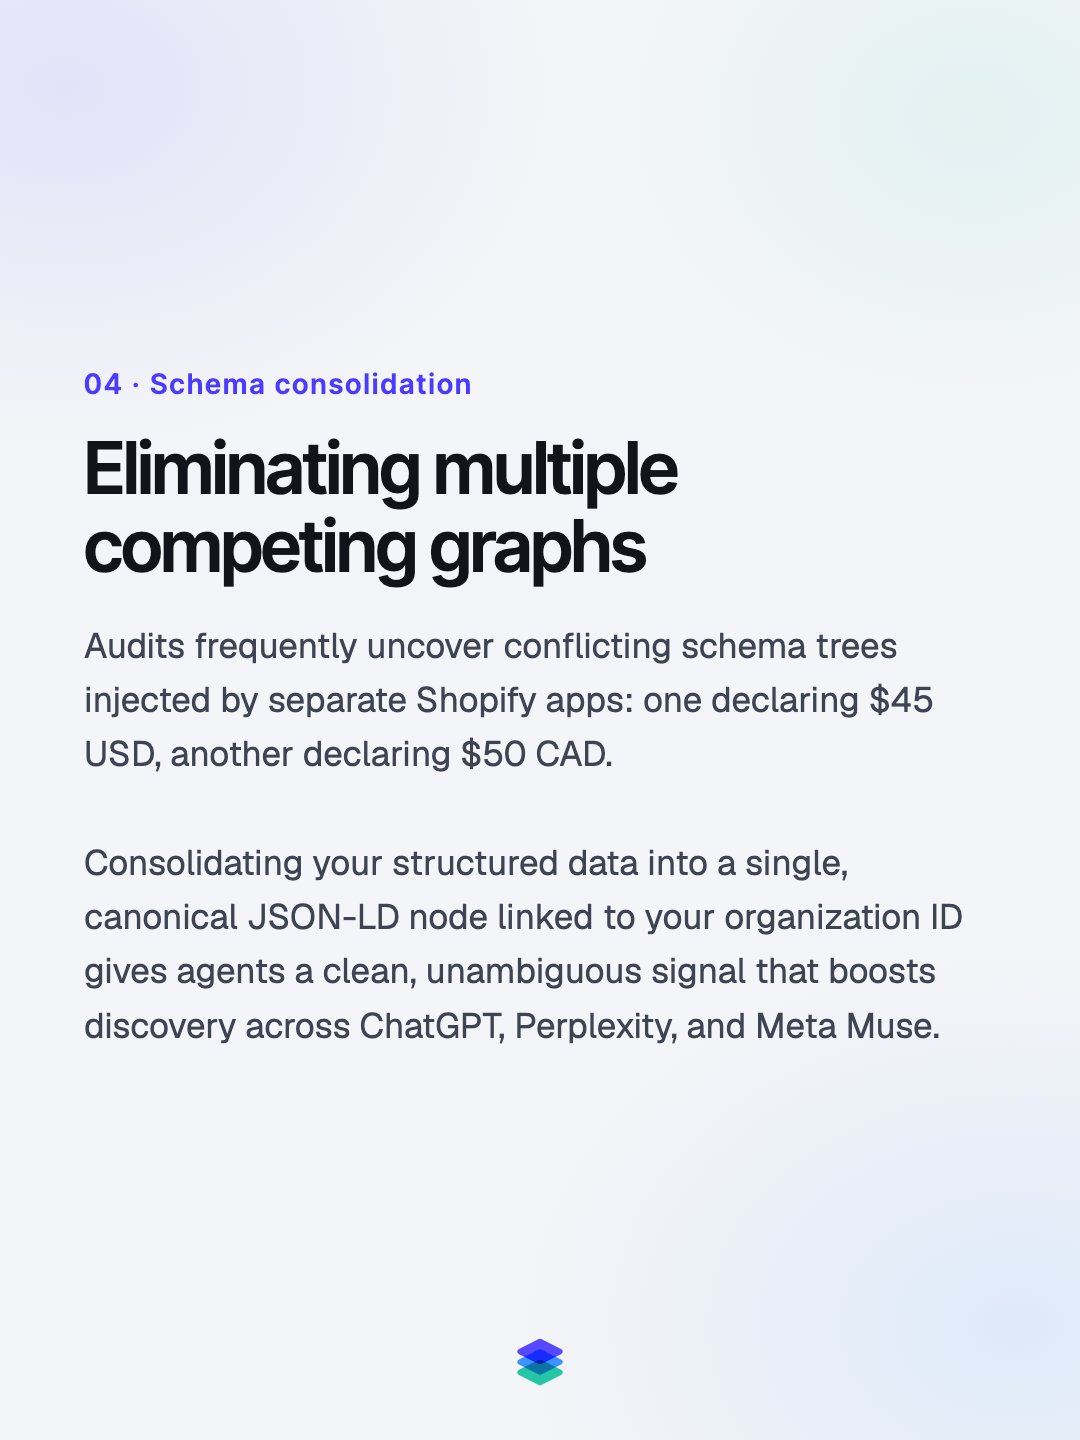 04 · Schema consolidation
Eliminating multiple
competing graphs
Audits frequently uncover conflicting schema trees
injected by separate Shopify apps: one declaring $45
USD, another declaring $50 CAD.
Consolidating your structured data into a single,
canonical JSON-LD node linked to your organization ID
gives agents a clean, unambiguous signal that boosts
discovery across ChatGPT, Perplexity, and Meta Muse.